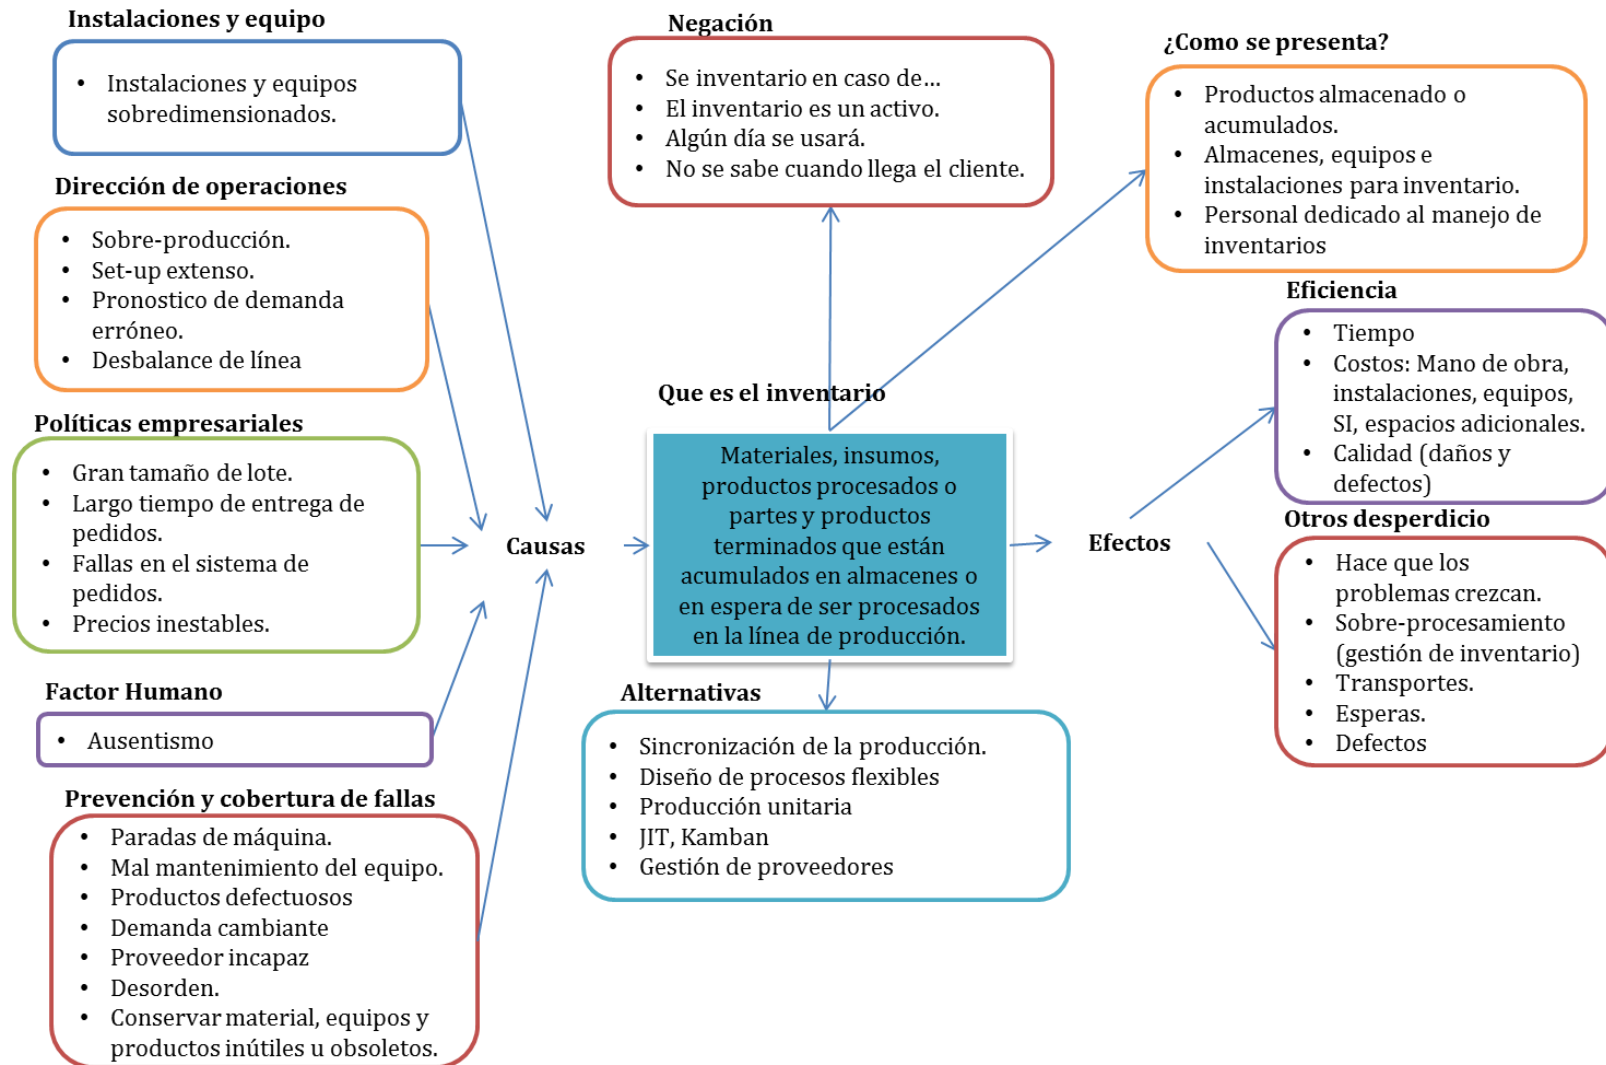 Instalaciones y equipo
• Instalaciones y equipos
sobredimensionados.
Dirección de operaciones
• Sobre-producción.
• Set-up extenso.
• Pronostico de demanda
erróneo.
• Desbalance de línea
Políticas empresariales
• Gran tamaño de lote.
• Largo tiempo de entrega de
pedidos.
• Fallas en el sistema de
pedidos.
• Precios inestables.
Factor Humano
• Ausentismo
Prevención y cobertura de fallas
• Paradas de máquina.
• Mal mantenimiento del equipo.
• Productos defectuosos
• Demanda cambiante
• Proveedor incapaz
• Desorden.
• Conservar material, equipos y
productos inútiles u obsoletos.
Causas
Negación
• Se inventario en caso de…
• El inventario es un activo.
• Algún día se usará.
• No se sabe cuando llega el cliente.
Que es el inventario
Materiales, insumos,
productos procesados o
partes y productos
terminados que están
acumulados en almacenes o
en espera de ser procesados
en la línea de producción.
Alternativas
• Sincronización de la producción.
• Diseño de procesos flexibles
• Producción unitaria
• JIT, Kamban
• Gestión de proveedores
¿Como se presenta?
• Productos almacenado o
acumulados.
• Almacenes, equipos e
instalaciones para inventario.
• Personal dedicado al manejo de
inventarios
Efectos
Eficiencia
• Tiempo
• Costos: Mano de obra,
instalaciones, equipos,
SI, espacios adicionales.
• Calidad (daños y
defectos)
Otros desperdicio
• Hace que los
problemas crezcan.
• Sobre-procesamiento
(gestión de inventario)
• Transportes.
• Esperas.
• Defectos